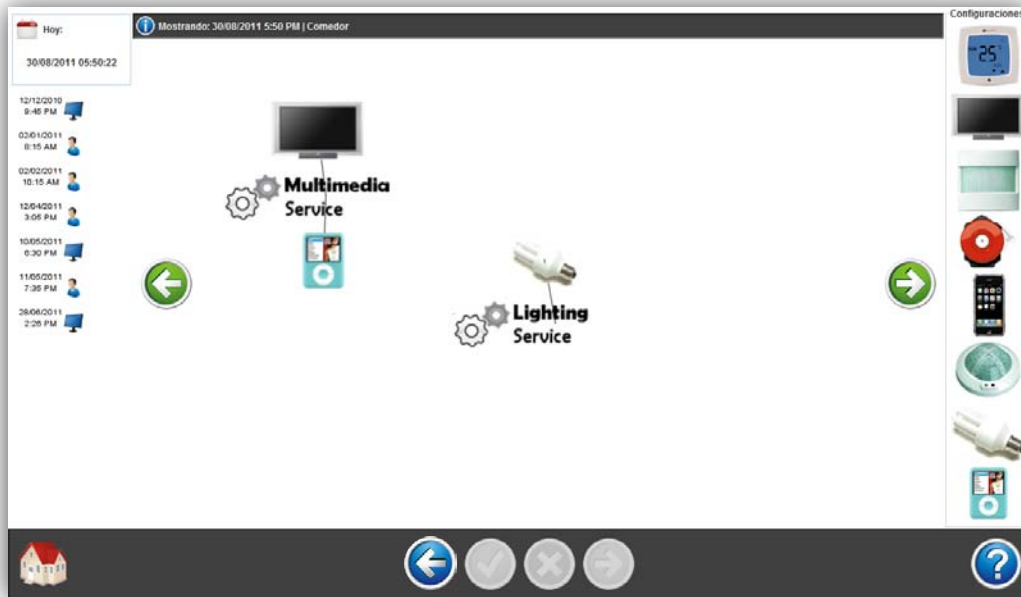 Hoy:
30/08/2011 05:50:22
Mostrando: 30/08/2011 5:50 PM | Comedor
Configuraciones
12/12/2010
9:45 PM
02/01/2011
8:15 AM
02/02/2011
10:15 AM
12/04/2011
3:05 PM
10/05/2011
6:30 PM
11/05/2011
7:35 PM
28/06/2011
2:25 PM
Multimedia
Service
Lighting
Service
25